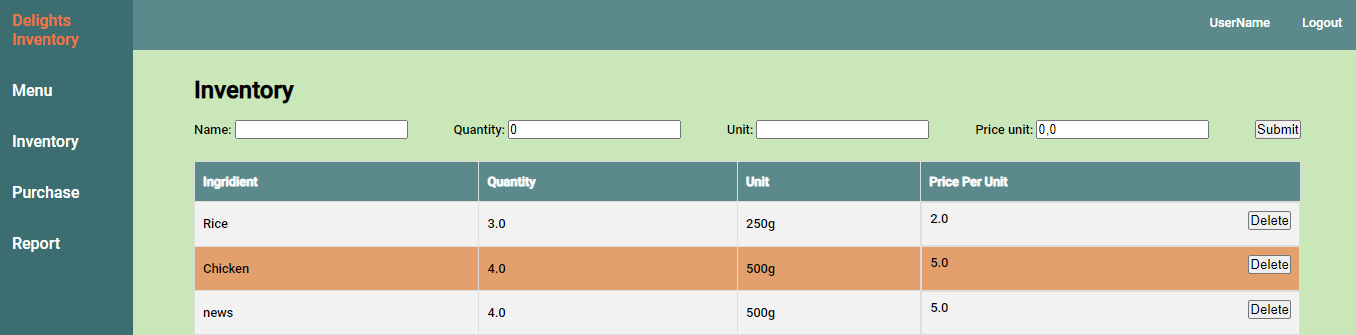 Delights
Inventory
UserName Logout
Menu
Inventory
Purchase
Report
Inventory
Name: Quantity: 0 Unit: Price unit: 0,0 Submit
Ingridient Quantity Unit Price Per Unit
Rice 3.0 250g 2.0 Delete
Chicken 4.0 500g 5.0 Delete
news 4.0 500g 5.0 Delete